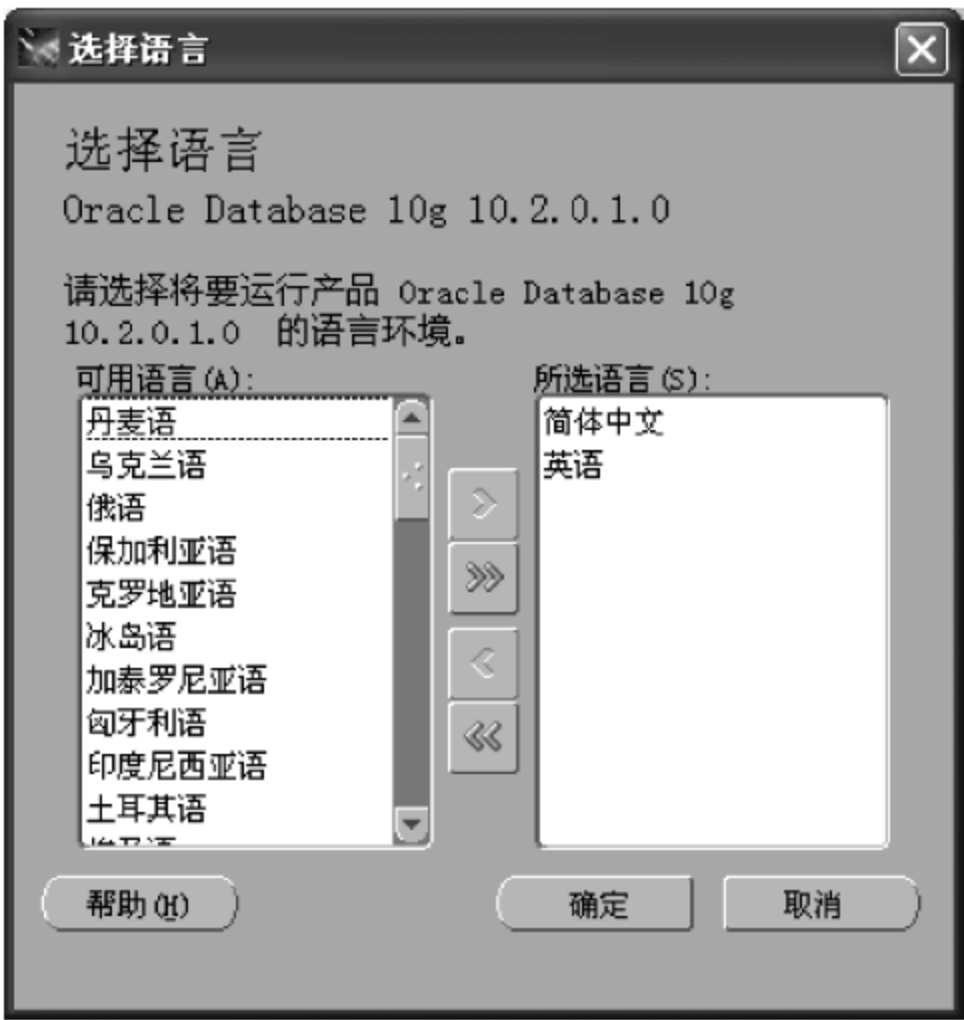 选择语言
选择语言
Oracle Database 10g 10.2.0.1.0
请选择将要运行产品 Oracle Database 10g
10.2.0.1.0 的语言环境。
可用语言(A):
所选语言(S):
丹麦语
乌克兰语
俄语
保加利亚语
克罗地亚语
冰岛语
加泰罗尼亚语
匈牙利语
印度尼西亚语
土耳其语
简体中文
英语
帮助(H)
确定
取消